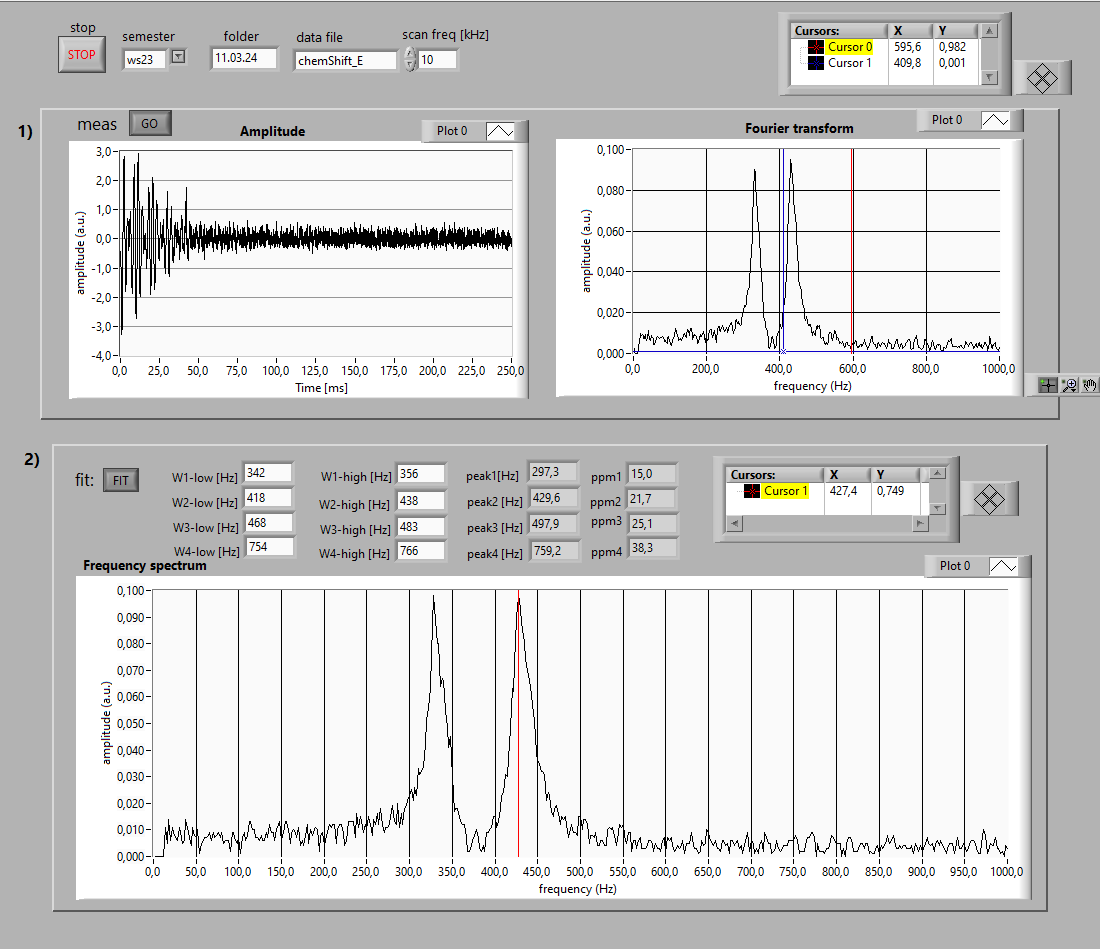 stop
STOP
semester
ws23
folder
11.03.24
data file
chemShift_E
scan freq [kHz]
10
Cursors: X Y
Cursor 0 595,6 0,982
Cursor 1 409,8 0,001
1)
meas GO
Amplitude
Plot 0
amplitude (a.u.)
3,0
2,0
1,0
0,0
-1,0
-2,0
-3,0
-4,0
0,0 25,0 50,0 75,0 100,0 125,0 150,0 175,0 200,0 225,0 250,0
Time [ms]
Fourier transform
Plot 0
amplitude (a.u.)
0,100
0,080
0,060
0,040
0,020
0,000
0,0 200,0 400,0 600,0 800,0 1000,0
frequency (Hz)
2)
fit: FIT
W1-low [Hz] 342 W1-high [Hz] 356 peak1[Hz] 297,3 ppm1 15,0
W2-low [Hz] 418 W2-high [Hz] 438 peak2 [Hz] 429,6 ppm2 21,7
W3-low [Hz] 468 W3-high [Hz] 483 peak3 [Hz] 497,9 ppm3 25,1
W4-low [Hz] 754 W4-high [Hz] 766 peak4 [Hz] 759,2 ppm4 38,3
Cursors: X Y
Cursor 1 427,4 0,749
Frequency spectrum
Plot 0
amplitude (a.u.)
0,100
0,090
0,080
0,070
0,060
0,050
0,040
0,030
0,020
0,010
0,000
0,0 50,0 100,0 150,0 200,0 250,0 300,0 350,0 400,0 450,0 500,0 550,0 600,0 650,0 700,0 750,0 800,0 850,0 900,0 950,0 1000,0
frequency (Hz)